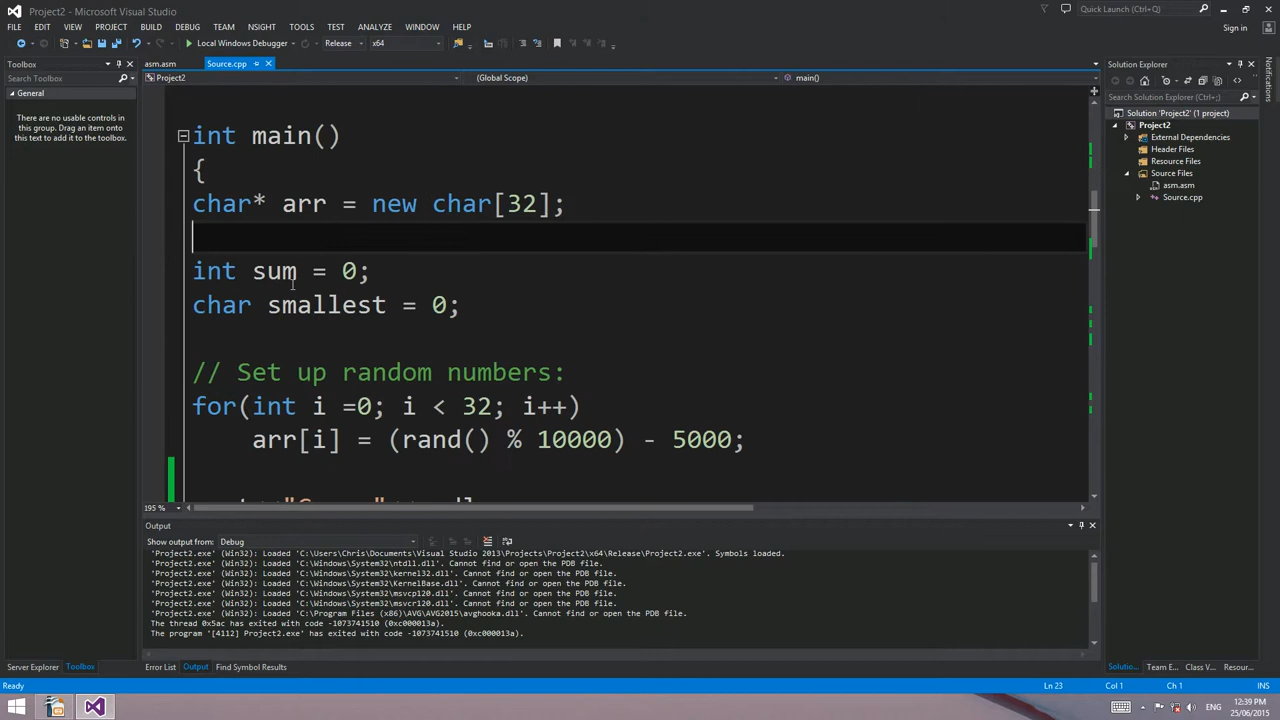 Project2 - Microsoft Visual Studio
Quick Launch (Ctrl+Q)
FILE EDIT VIEW PROJECT BUILD DEBUG TEAM NSIGHT TOOLS TEST ANALYZE WINDOW HELP
Sign in
Local Windows Debugger Release x64
Toolbox
Search Toolbox
General
There are no usable controls in
this group. Drag an item onto
this text to add it to the toolbox.
asm.asm Source.cpp
Project2 (Global Scope) main()
int main()
{
char* arr = new char[32];
int sum = 0;
char smallest = 0;
// Set up random numbers:
for(int i =0; i < 32; i++)
arr[i] = (rand() % 10000) - 5000;
195 %
Solution Explorer
Search Solution Explorer (Ctrl+;)
Solution 'Project2' (1 project)
Project2
External Dependencies
Header Files
Resource Files
Source Files
asm.asm
Source.cpp
Notifications
Output
Show output from: Debug
'Project2.exe' (Win32): Loaded 'C:\Users\Chris\Documents\Visual Studio 2013\Projects\Project2\x64\Release\Project2.exe'. Symbols loaded.
'Project2.exe' (Win32): Loaded 'C:\Windows\System32\ntdll.dll'. Cannot find or open the PDB file.
'Project2.exe' (Win32): Loaded 'C:\Windows\System32\kernel32.dll'. Cannot find or open the PDB file.
'Project2.exe' (Win32): Loaded 'C:\Windows\System32\KernelBase.dll'. Cannot find or open the PDB file.
'Project2.exe' (Win32): Loaded 'C:\Windows\System32\msvcp120.dll'. Cannot find or open the PDB file.
'Project2.exe' (Win32): Loaded 'C:\Windows\System32\msvcr120.dll'. Cannot find or open the PDB file.
'Project2.exe' (Win32): Loaded 'C:\Program Files (x86)\AVG\AVG2015\avghooka.dll'. Cannot find or open the PDB file.
The thread 0x5ac has exited with code -1073741510 (0xc000013a).
The program '[4112] Project2.exe' has exited with code -1073741510 (0xc000013a).
Server Explorer Toolbox
Error List Output Find Symbol Results
Solutio... Team E... Class V... Resour...
Ready Ln 23 Col 1 Ch 1 INS
ENG
12:39 PM
25/06/2015